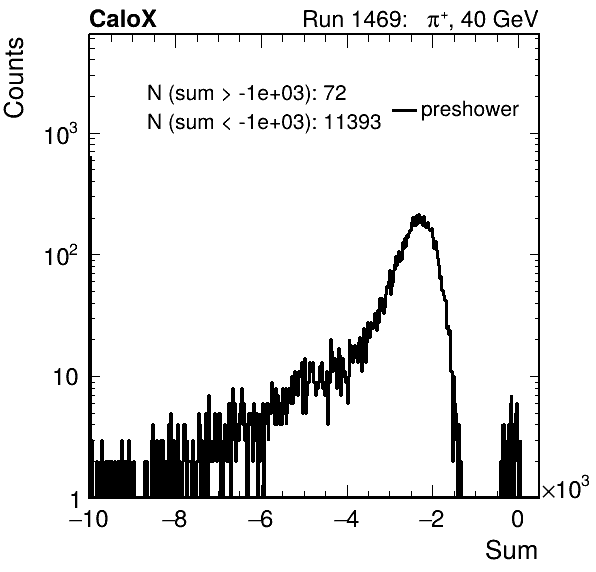 CaloX Run 1469: π⁺, 40 GeV
Counts
N (sum > -1e+03): 72
N (sum < -1e+03): 11393
preshower
10³
10²
10
1
−10 −8 −6 −4 −2 0 ×10³
Sum